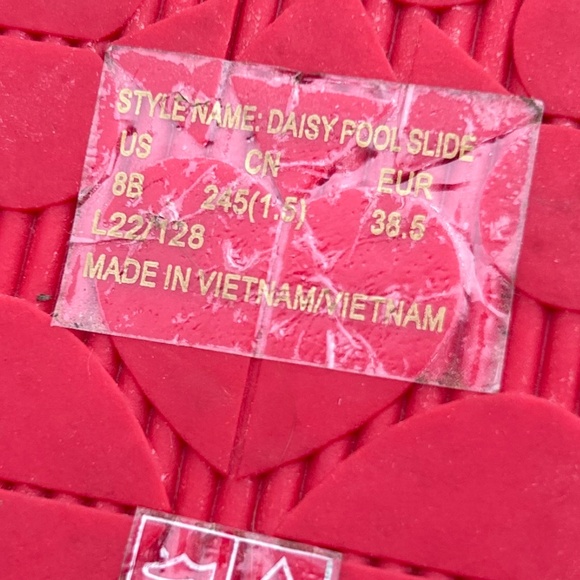 STYLE NAME: DAISY POOL SLIDE
US CN EUR
8B 245(1.5) 38.5
L22/128
MADE IN VIETNAM/VIETNAM